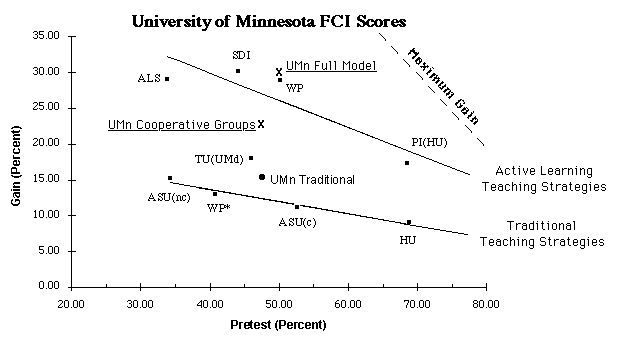 University of Minnesota FCI Scores
35.00
30.00
25.00
20.00
15.00
10.00
5.00
0.00
Gain (Percent)
SDI
UMn Full Model
ALS
WP
Maximum Gain
UMn Cooperative Groups
TU(UMd)
PI(HU)
UMn Traditional
Active Learning
Teaching Strategies
ASU(nc)
WP*
ASU(c)
HU
Traditional
Teaching Strategies
20.00 30.00 40.00 50.00 60.00 70.00 80.00
Pretest (Percent)